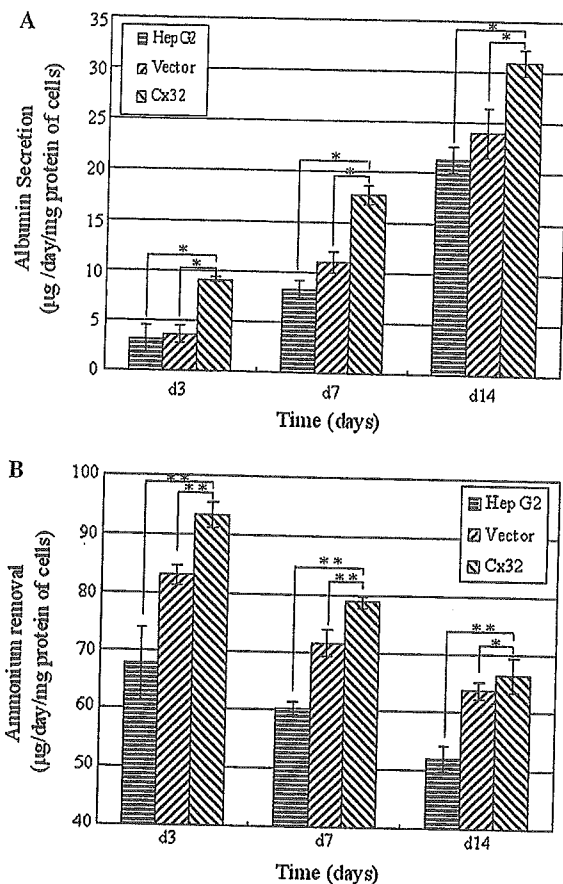 A
HepG2
Vector
Cx32
Albumin Secretion
(μg /day/mg protein of cells)
35
30
25
20
15
10
5
0
*
*
*
*
*
*
d3
d7
d14
Time (days)
B
Hep G2
Vector
Cx32
Ammonium removal
(μg/day/mg protein of cells)
100
90
80
70
60
50
40
**
**
**
**
**
*
d3
d7
d14
Time (days)